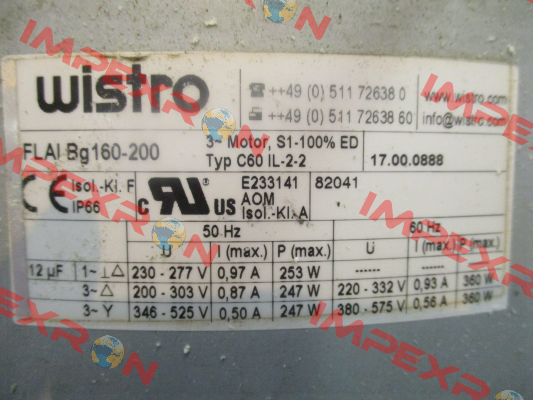 wistro
☎ ++49 (0) 511 72638 0
++49 (0) 511 72638 60
www.wistro.com
info@wistro.com
FLAI Bg160-200
3~ Motor, S1-100% ED
Typ C60 IL-2-2
17.00.0888
CE Isol.-Kl. F
IP66
c UR US
E233141
AOM
Isol.-Kl. A
82041
50 Hz 60 Hz
U I (max.) P (max.) U I (max.) P (max.)
12 µF 1~ ⊥ △ 230 - 277 V 0,97 A 253 W ------ ------ ------
3~ △ 200 - 303 V 0,87 A 247 W 220 - 332 V 0,93 A 360 W
3~ Y 346 - 525 V 0,50 A 247 W 380 - 575 V 0,56 A 360 W
IMPEXRON
IMPEXRON
IMPEXRON
IMPEXRON